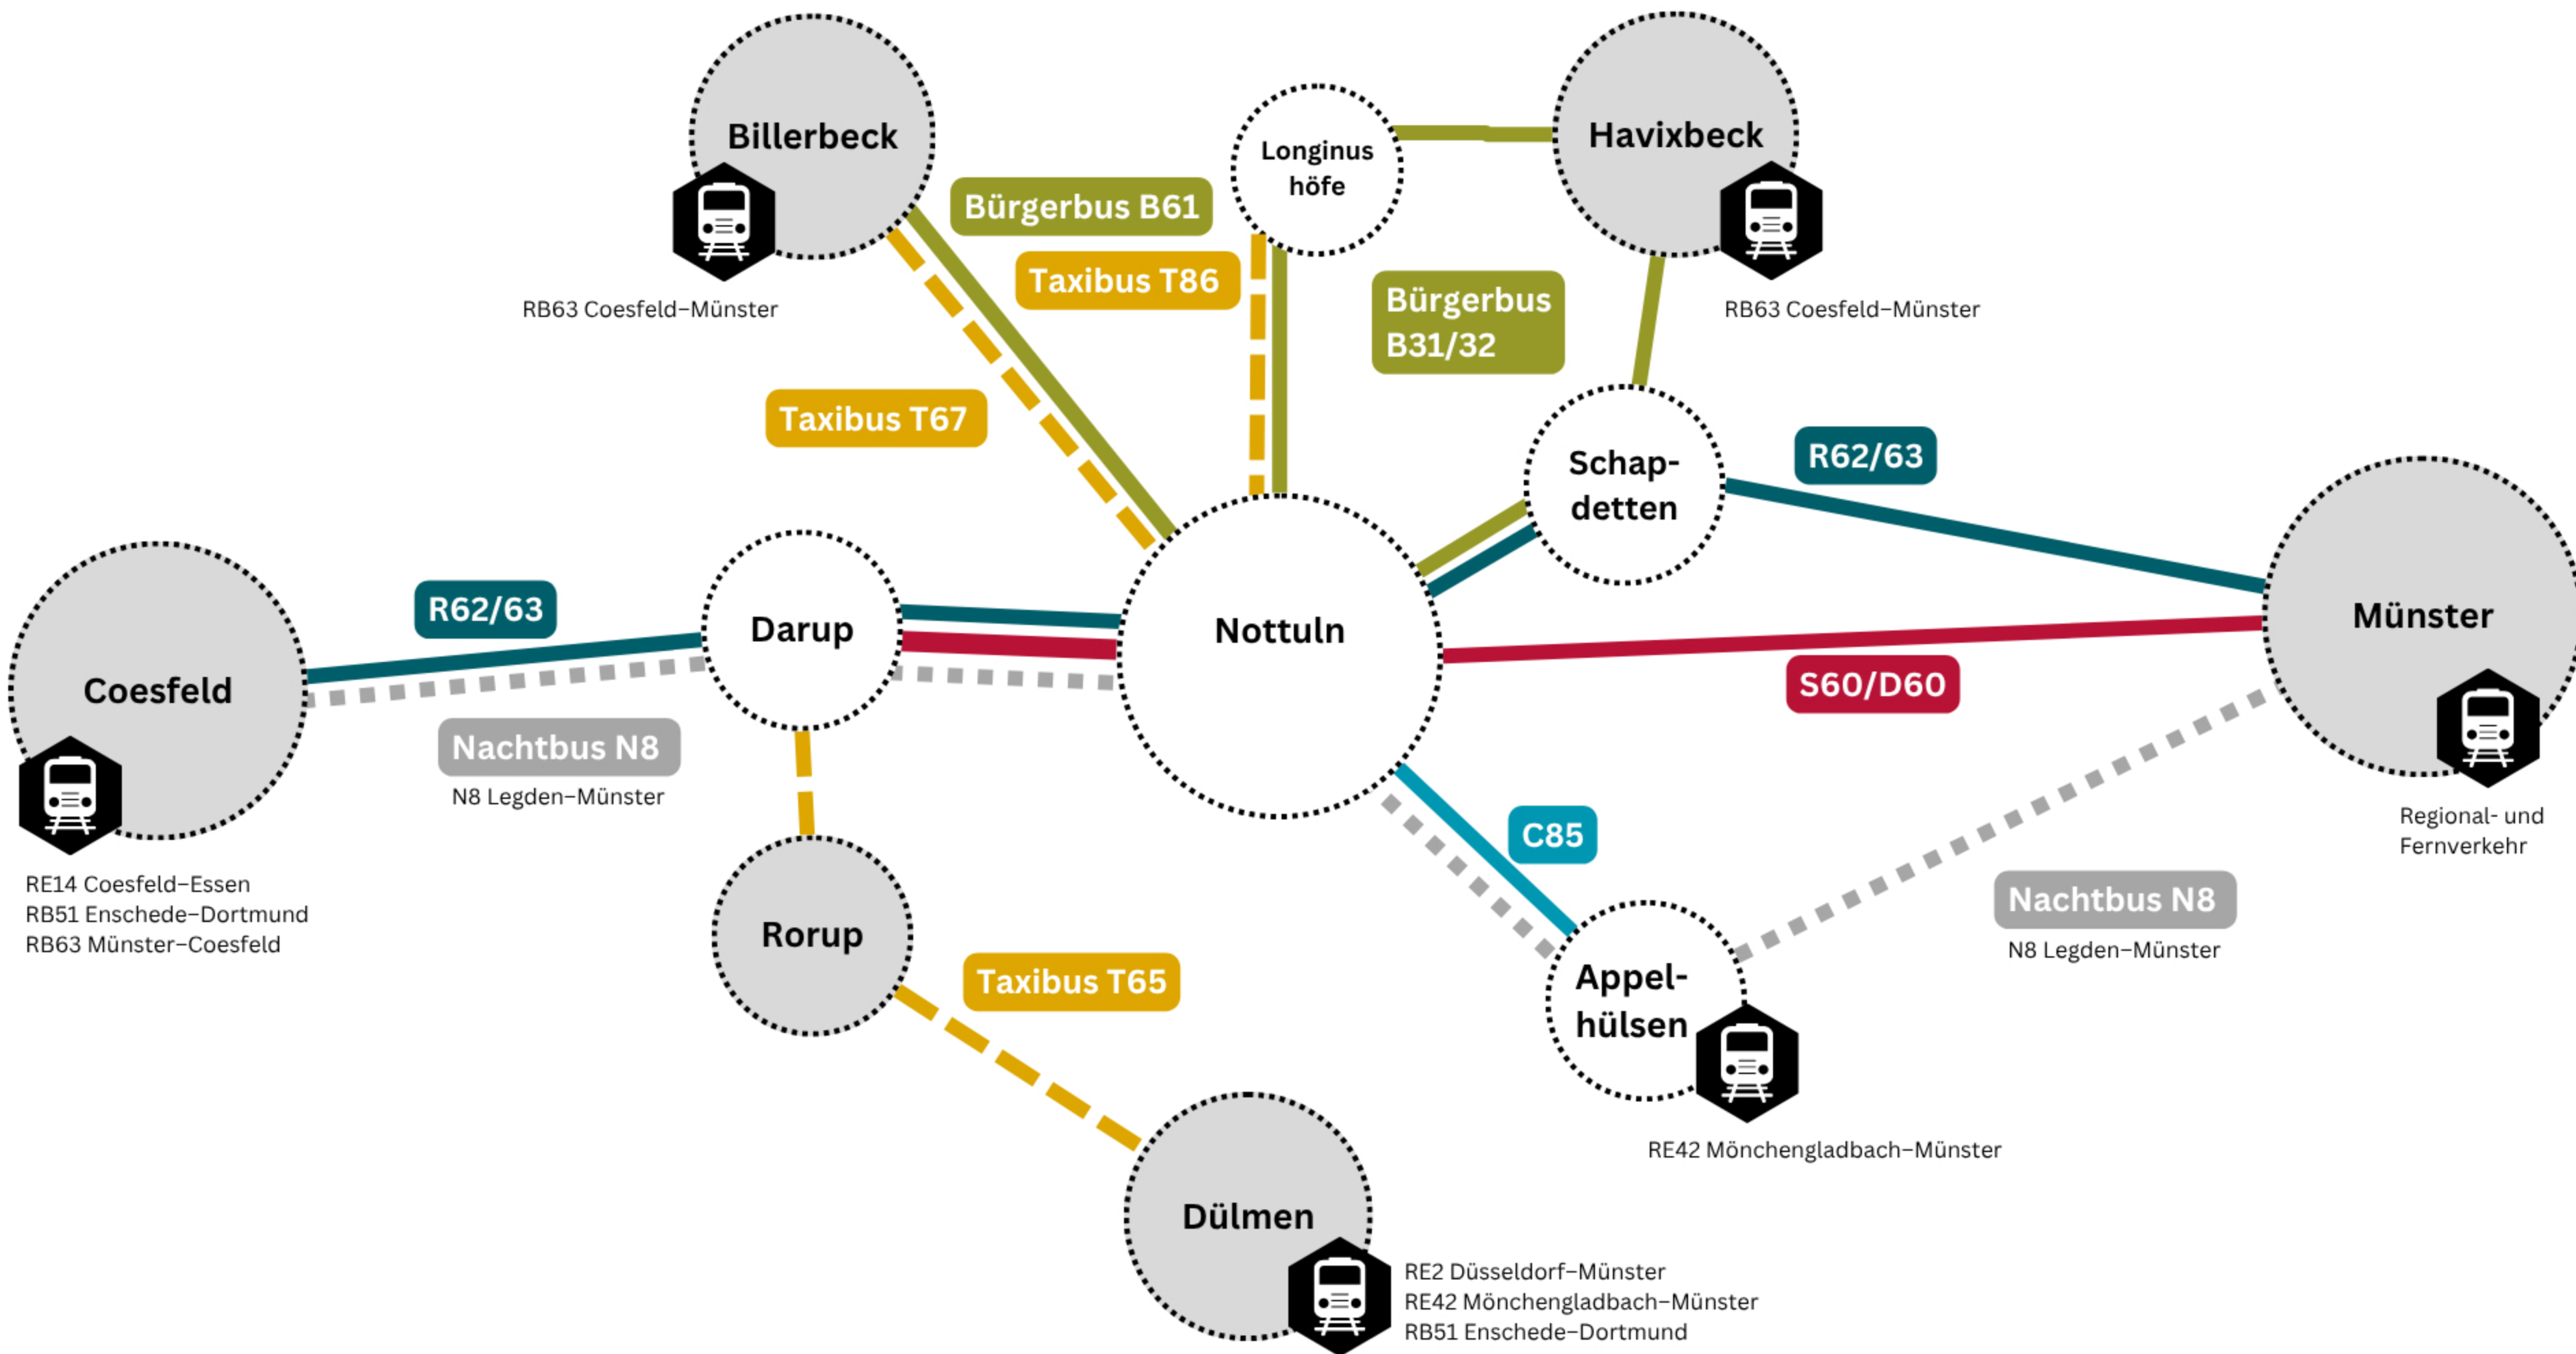 Billerbeck
RB63 Coesfeld–Münster
Bürgerbus B61
Taxibus T86
Taxibus T67
Longinus
höfe
Havixbeck
RB63 Coesfeld–Münster
Bürgerbus
B31/32
Schap-
detten
R62/63
Münster
Regional- und
Fernverkehr
Coesfeld
RE14 Coesfeld–Essen
RB51 Enschede–Dortmund
RB63 Münster–Coesfeld
R62/63
Nachtbus N8
N8 Legden–Münster
Darup
Nottuln
S60/D60
C85
Nachtbus N8
N8 Legden–Münster
Rorup
Taxibus T65
Appel-
hülsen
RE42 Mönchengladbach–Münster
Dülmen
RE2 Düsseldorf–Münster
RE42 Mönchengladbach–Münster
RB51 Enschede–Dortmund